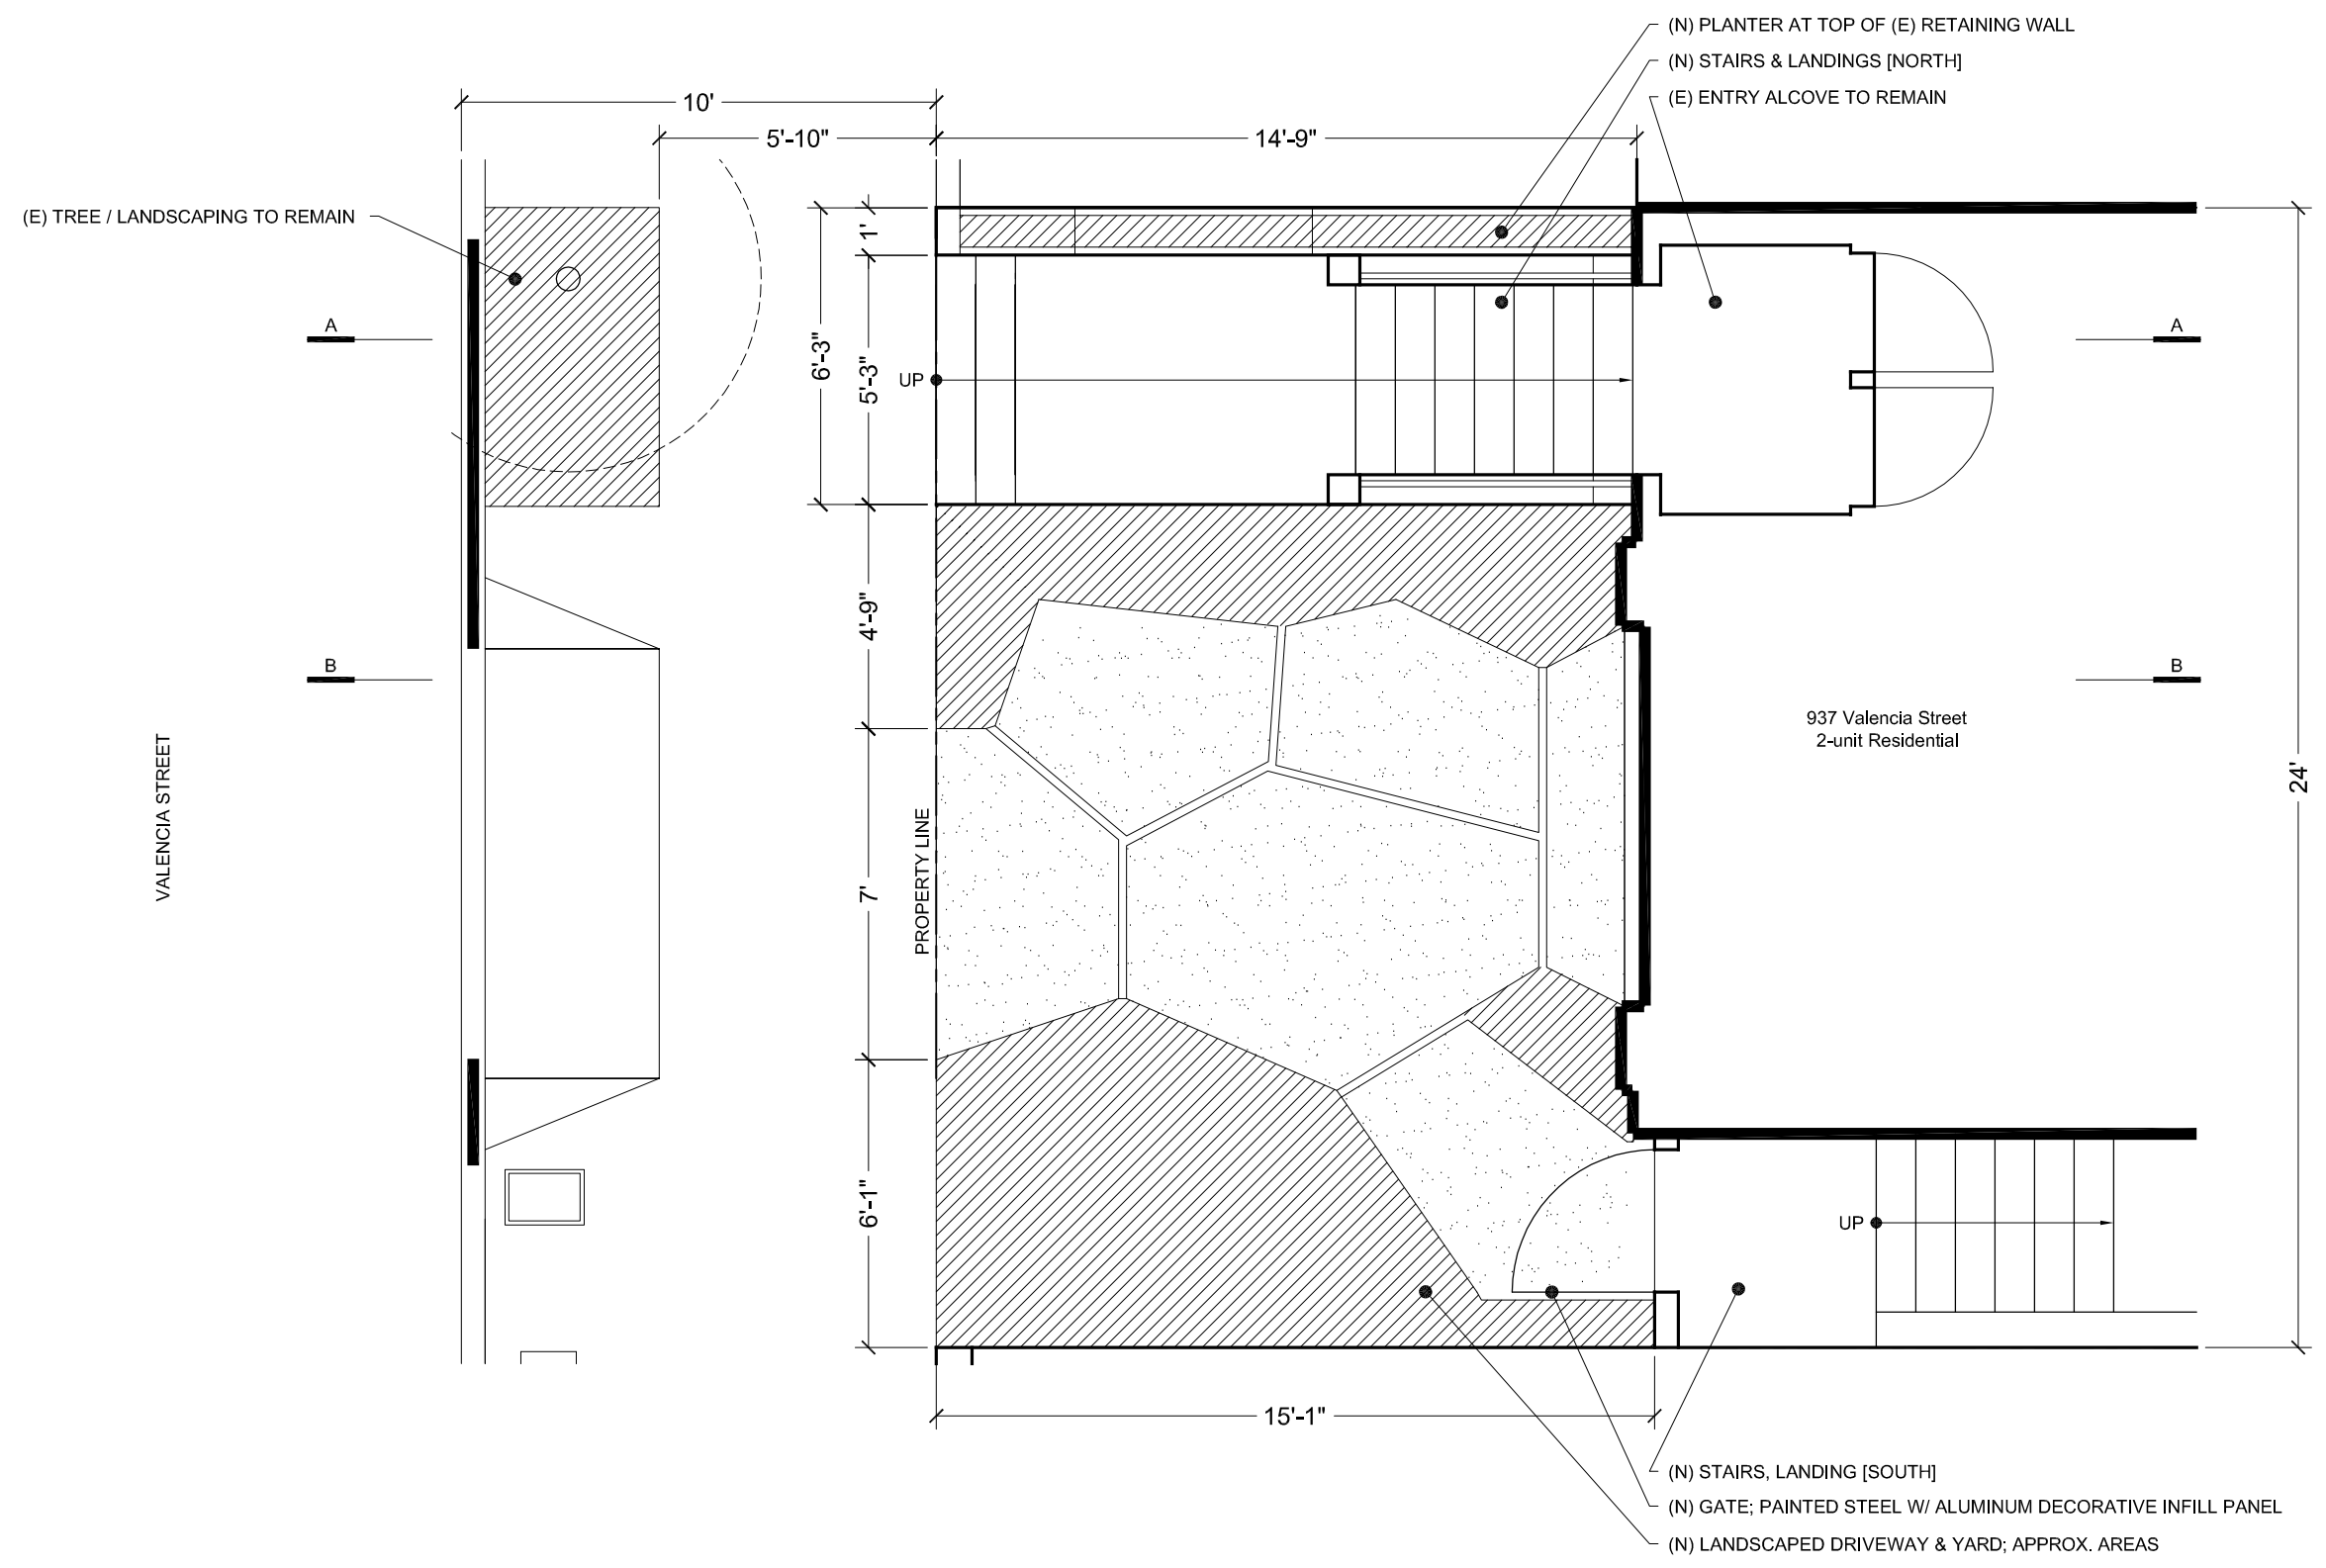 (N) PLANTER AT TOP OF (E) RETAINING WALL
(N) STAIRS & LANDINGS [NORTH]
(E) ENTRY ALCOVE TO REMAIN
10'
5'-10"
14'-9"
(E) TREE / LANDSCAPING TO REMAIN
1'
A
A
6'-3"
5'-3"
UP
4'-9"
B
B
937 Valencia Street
2-unit Residential
24'
VALENCIA STREET
PROPERTY LINE
7'
6'-1"
UP
15'-1"
(N) STAIRS, LANDING [SOUTH]
(N) GATE; PAINTED STEEL W/ ALUMINUM DECORATIVE INFILL PANEL
(N) LANDSCAPED DRIVEWAY & YARD; APPROX. AREAS